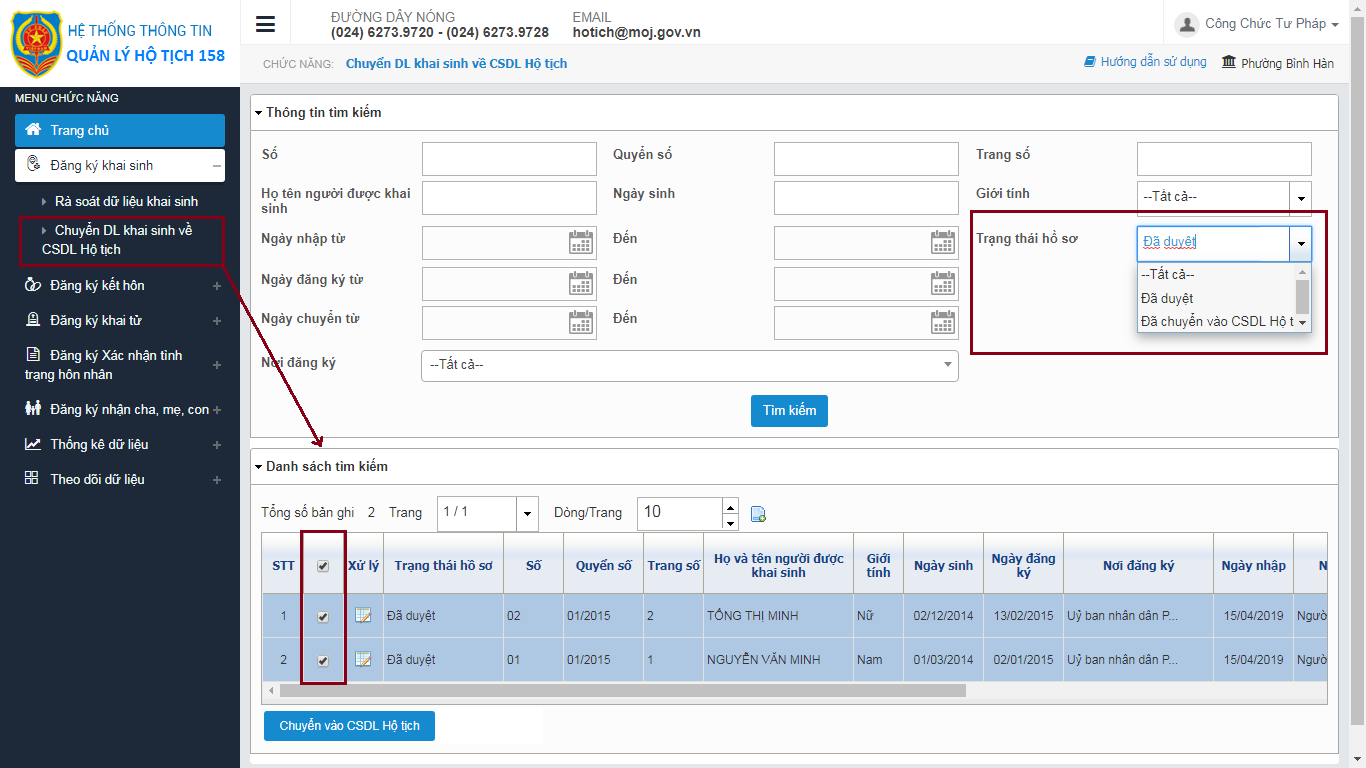 HỆ THỐNG THÔNG TIN
QUẢN LÝ HỘ TỊCH 158
ĐƯỜNG DÂY NÓNG
(024) 6273.9720 - (024) 6273.9728
EMAIL
hotich@moj.gov.vn
Công Chức Tư Pháp
CHỨC NĂNG: Chuyển DL khai sinh về CSDL Hộ tịch
Hướng dẫn sử dụng
Phường Bình Hàn
MENU CHỨC NĂNG
Trang chủ
Đăng ký khai sinh
Rà soát dữ liệu khai sinh
Chuyển DL khai sinh về
CSDL Hộ tịch
Đăng ký kết hôn
Đăng ký khai tử
Đăng ký Xác nhận tình
trạng hôn nhân
Đăng ký nhận cha, mẹ, con
Thống kê dữ liệu
Theo dõi dữ liệu
Thông tin tìm kiếm
Số
Quyển số
Trang số
Họ tên người được khai
sinh
Ngày sinh
Giới tính
--Tất cả--
Ngày nhập từ
Đến
Trạng thái hồ sơ
Đã duyệt
--Tất cả--
Đã duyệt
Đã chuyển vào CSDL Hộ t
Ngày đăng ký từ
Đến
Ngày chuyển từ
Đến
Nơi đăng ký
--Tất cả--
Tìm kiếm
Danh sách tìm kiếm
Tổng số bản ghi 2 Trang 1 / 1 Dòng/Trang 10
STT Xử lý Trạng thái hồ sơ Số Quyển số Trang số Họ và tên người được khai sinh Giới tính Ngày sinh Ngày đăng ký Nơi đăng ký Ngày nhập N
1 Đã duyệt 02 01/2015 2 TỐNG THỊ MINH Nữ 02/12/2014 13/02/2015 Uỷ ban nhân dân P... 15/04/2019 Ngườ
2 Đã duyệt 01 01/2015 1 NGUYỄN VĂN MINH Nam 01/03/2014 02/01/2015 Uỷ ban nhân dân P... 15/04/2019 Ngườ
Chuyển vào CSDL Hộ tịch